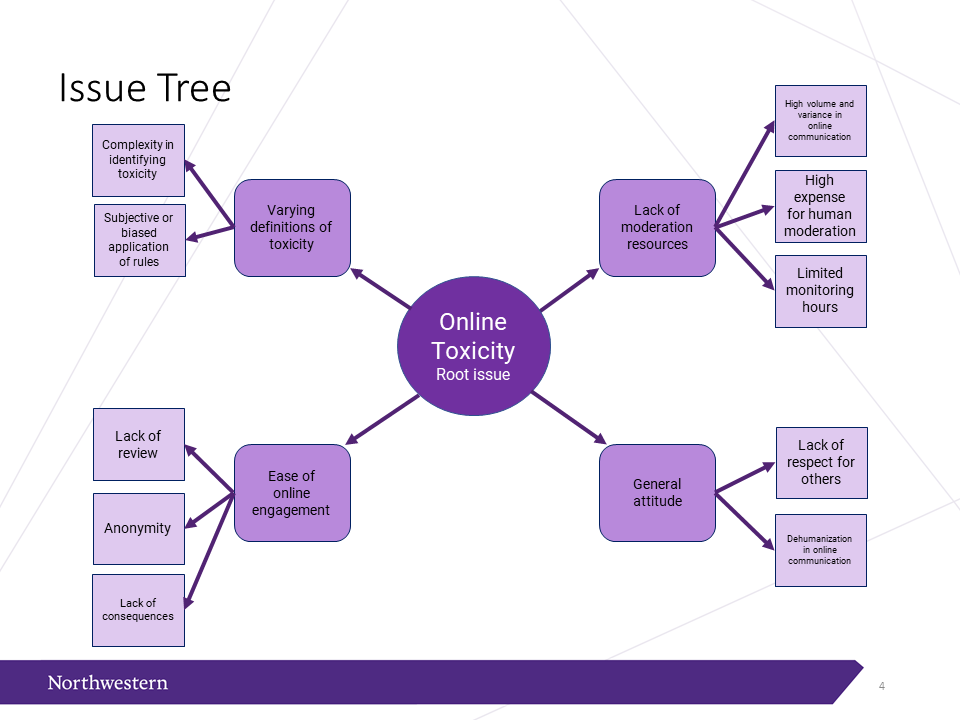 Issue Tree
Complexity in
identifying
toxicity
Subjective or
biased
application
of rules
Varying
definitions of
toxicity
Lack of
moderation
resources
High volume and
variance in
online
communication
High
expense
for human
moderation
Limited
monitoring
hours
Online
Toxicity
Root issue
Lack of
review
Anonymity
Lack of
consequences
Ease of
online
engagement
General
attitude
Lack of
respect for
others
Dehumanization
in online
communication
Northwestern
4